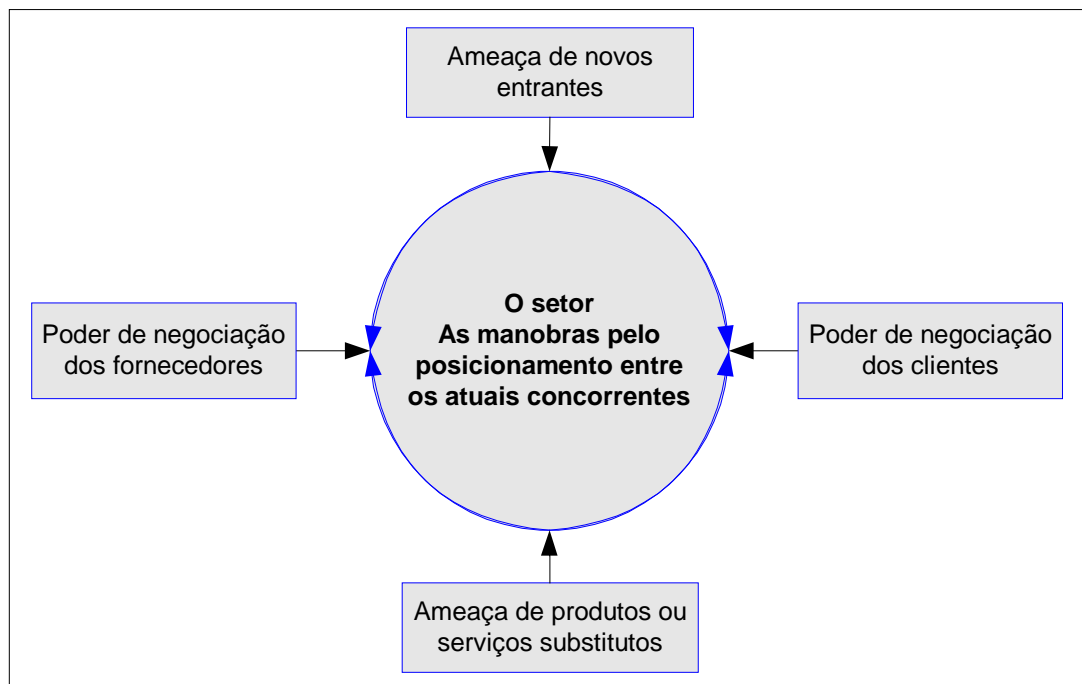 Ameaça de novos
entrantes
Poder de negociação
dos fornecedores
O setor
As manobras pelo
posicionamento entre
os atuais concorrentes
Poder de negociação
dos clientes
Ameaça de produtos ou
serviços substitutos